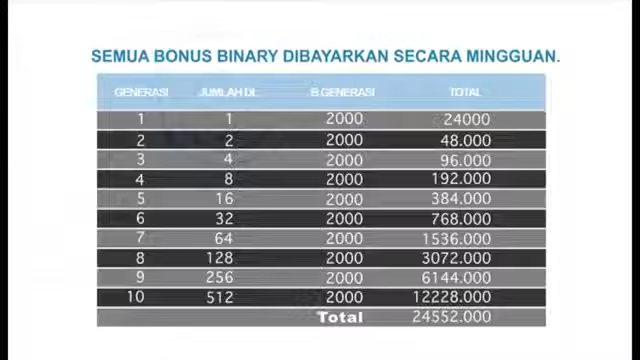 SEMUA BONUS BINARY DIBAYARKAN SECARA MINGGUAN.
GENERASI JUMLAH DL B.GENERASI TOTAL
1 1 2000 24000
2 2 2000 48.000
3 4 2000 96.000
4 8 2000 192.000
5 16 2000 384.000
6 32 2000 768.000
7 64 2000 1536.000
8 128 2000 3072.000
9 256 2000 6144.000
10 512 2000 12228.000
Total 24552.000